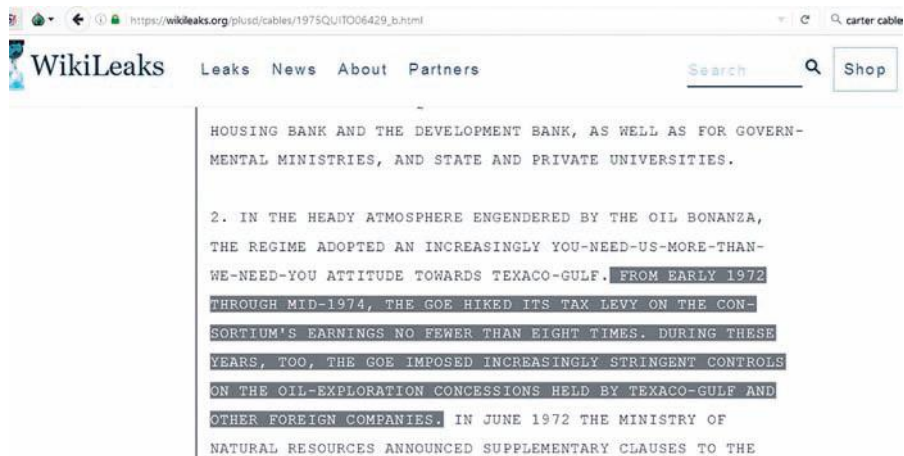 https://wikileaks.org/plusd/cables/1975QUITO06429_b.html
carter cable
WikiLeaks
Leaks News About Partners
Search
Shop
HOUSING BANK AND THE DEVELOPMENT BANK, AS WELL AS FOR GOVERN-
MENTAL MINISTRIES, AND STATE AND PRIVATE UNIVERSITIES.
2. IN THE HEADY ATMOSPHERE ENGENDERED BY THE OIL BONANZA,
THE REGIME ADOPTED AN INCREASINGLY YOU-NEED-US-MORE-THAN-
WE-NEED-YOU ATTITUDE TOWARDS TEXACO-GULF. FROM EARLY 1972
THROUGH MID-1974, THE GOE HIKED ITS TAX LEVY ON THE CON-
SORTIUM'S EARNINGS NO FEWER THAN EIGHT TIMES. DURING THESE
YEARS, TOO, THE GOE IMPOSED INCREASINGLY STRINGENT CONTROLS
ON THE OIL-EXPLORATION CONCESSIONS HELD BY TEXACO-GULF AND
OTHER FOREIGN COMPANIES. IN JUNE 1972 THE MINISTRY OF
NATURAL RESOURCES ANNOUNCED SUPPLEMENTARY CLAUSES TO THE